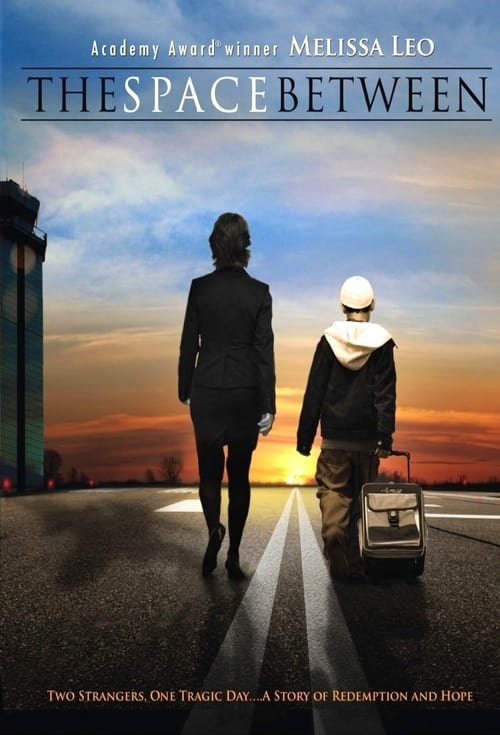 Academy Award® winner MELISSA LEO
THE SPACE BETWEEN
TWO STRANGERS, ONE TRAGIC DAY....A STORY OF REDEMPTION AND HOPE